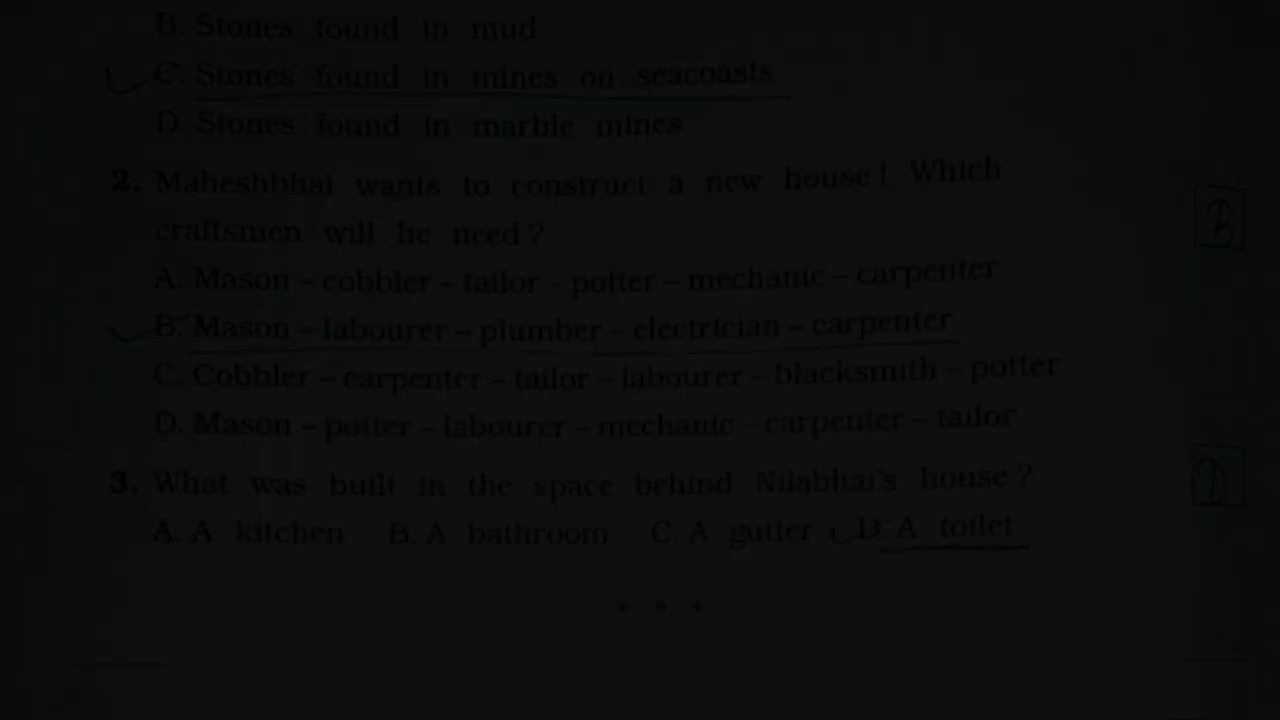 B. Stones found in mud
C. Stones found in mines on seacoasts
D. Stones found in marble mines
2. Maheshbhai wants to construct a new house! Which
craftsmen will he need?
B
A. Mason – cobbler – tailor – potter – mechanic – carpenter
B. Mason – labourer – plumber – electrician – carpenter
C. Cobbler – carpenter – tailor – labourer – blacksmith – potter
D. Mason – potter – labourer – mechanic – carpenter – tailor
3. What was built in the space behind Nilabhai's house?
D
A. A kitchen B. A bathroom C. A gutter D. A toilet